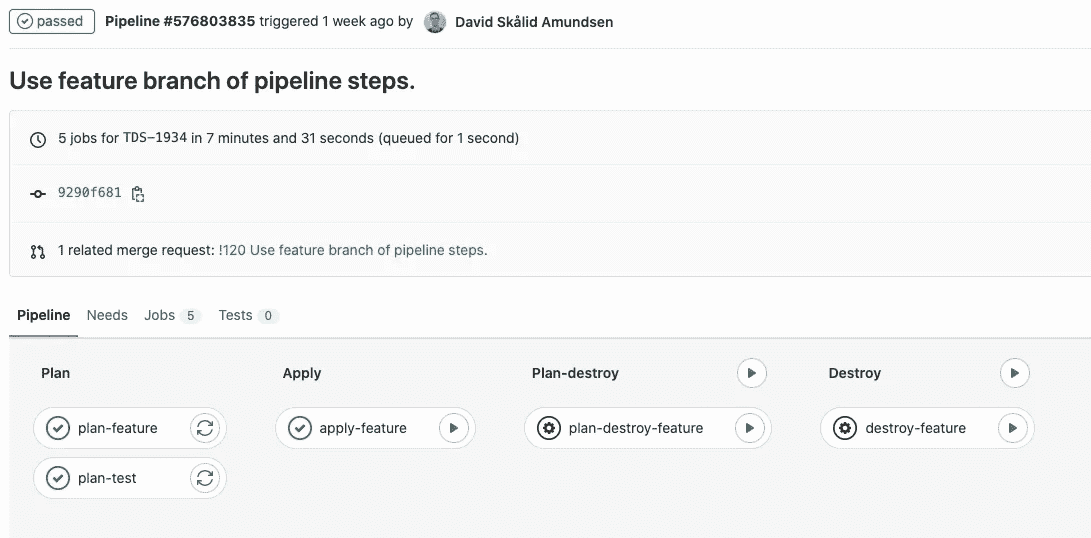 passed Pipeline #576803835 triggered 1 week ago by David Skålid Amundsen
Use feature branch of pipeline steps.
5 jobs for TDS-1934 in 7 minutes and 31 seconds (queued for 1 second)
9290f681
1 related merge request: !120 Use feature branch of pipeline steps.
Pipeline Needs Jobs 5 Tests 0
Plan Apply Plan-destroy Destroy
plan-feature apply-feature plan-destroy-feature destroy-feature
plan-test